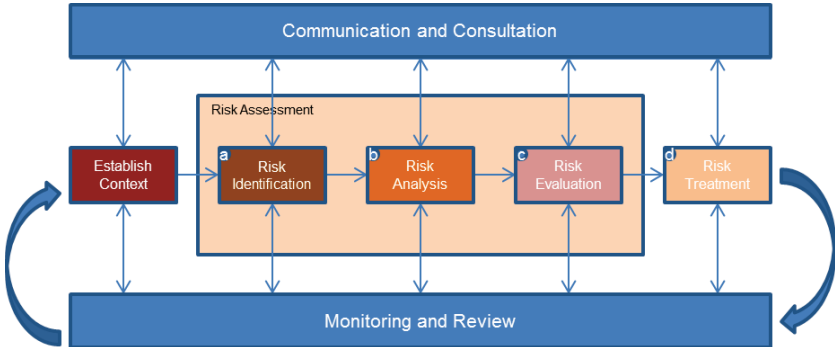 Communication and Consultation
Risk Assessment
Establish
Context
a
Risk
Identification
b
Risk
Analysis
c
Risk
Evaluation
d
Risk
Treatment
Monitoring and Review